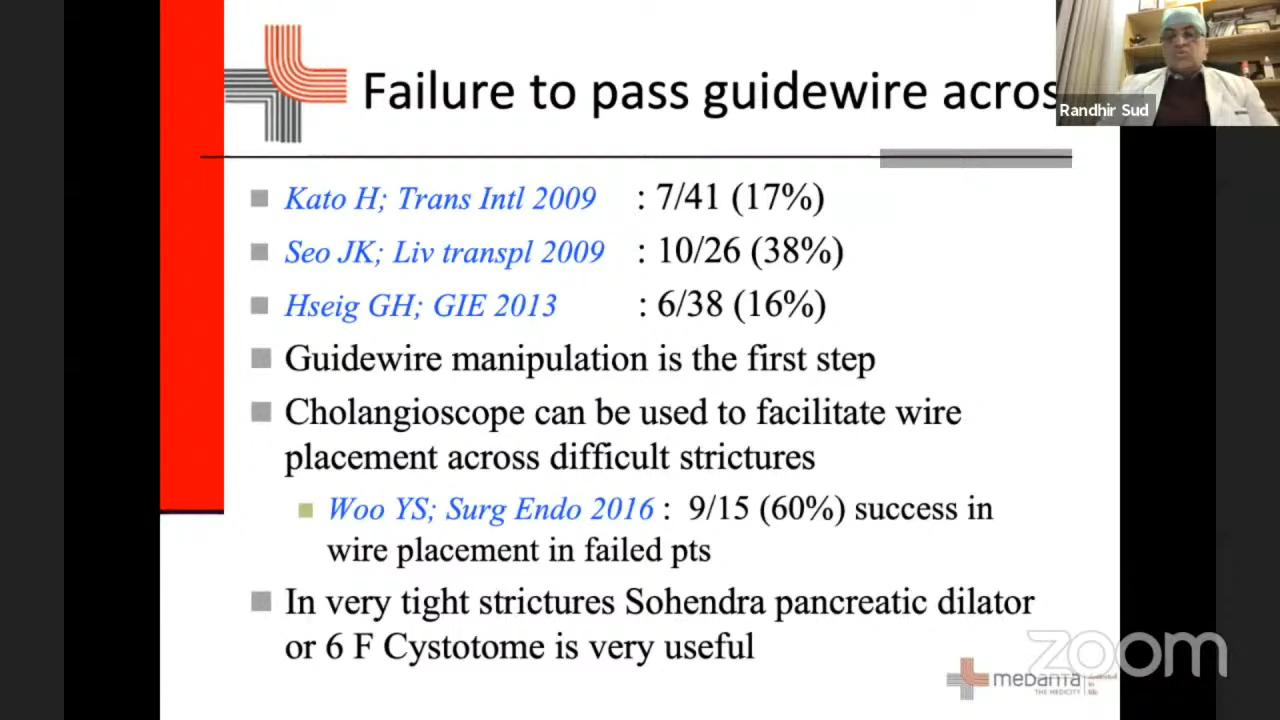 Failure to pass guidewire acros
Randhir Sud
Kato H; Trans Intl 2009 : 7/41 (17%)
Seo JK; Liv transpl 2009 : 10/26 (38%)
Hseig GH; GIE 2013 : 6/38 (16%)
Guidewire manipulation is the first step
Cholangioscope can be used to facilitate wire
placement across difficult strictures
Woo YS; Surg Endo 2016 : 9/15 (60%) success in
wire placement in failed pts
In very tight strictures Sohendra pancreatic dilator
or 6 F Cystotome is very useful
zoom
medanta
THE MEDICITY